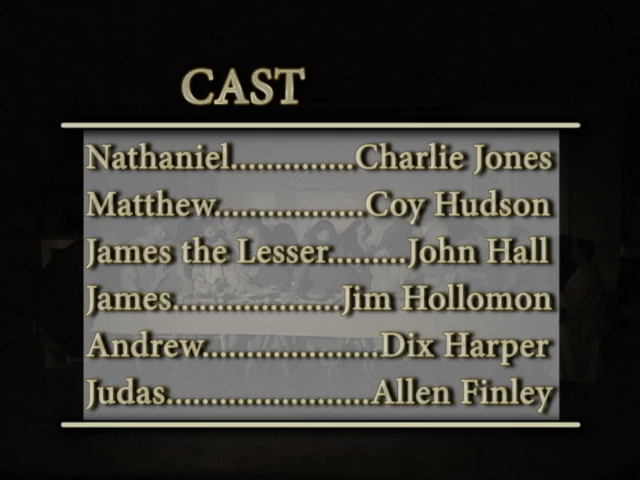 CAST
Nathaniel..............Charlie Jones
Matthew.................Coy Hudson
James the Lesser.........John Hall
James...................Jim Hollomon
Andrew....................Dix Harper
Judas.......................Allen Finley